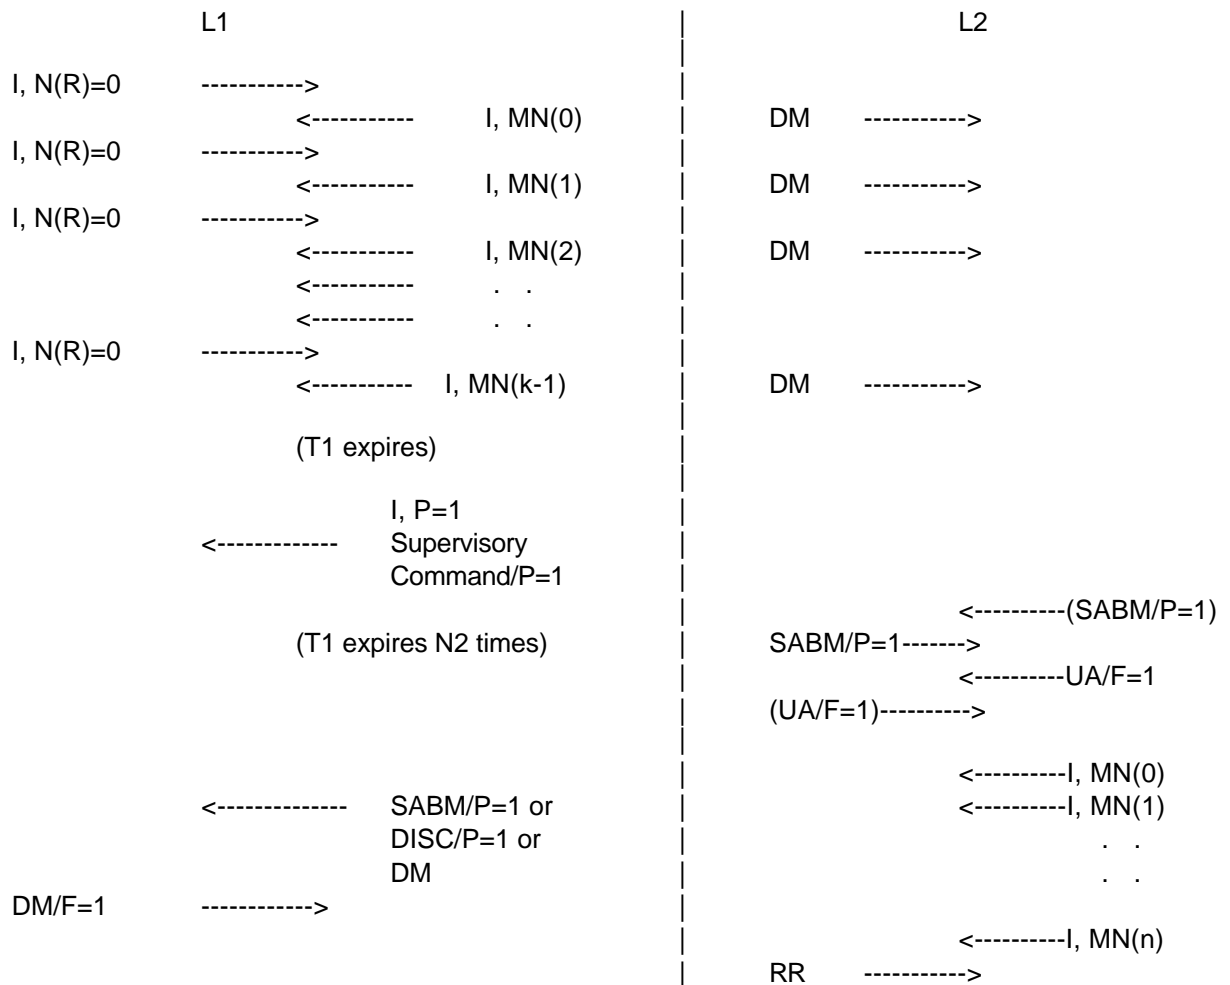 L1 | L2
I, N(R)=0 ----------->
<----------- I, MN(0) | DM ----------->
I, N(R)=0 ----------->
<----------- I, MN(1) | DM ----------->
I, N(R)=0 ----------->
<----------- I, MN(2) | DM ----------->
<----------- . .
<----------- . .
I, N(R)=0 ----------->
<----------- I, MN(k-1) | DM ----------->
(T1 expires)
I, P=1
<------------- Supervisory
Command/P=1
<----------(SABM/P=1)
(T1 expires N2 times) | SABM/P=1------->
<----------UA/F=1
(UA/F=1)---------->
<----------I, MN(0)
<-------------- SABM/P=1 or | <----------I, MN(1)
DISC/P=1 or | . .
DM | . .
DM/F=1 ------------>
<----------I, MN(n)
RR ----------->